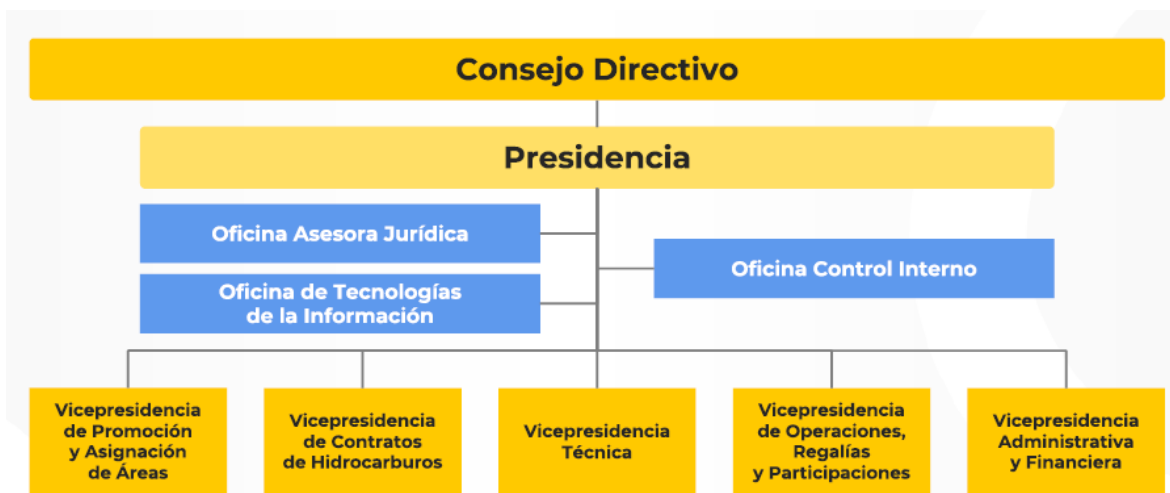 Consejo Directivo
Presidencia
Oficina Asesora Jurídica
Oficina Control Interno
Oficina de Tecnologías
de la Información
Vicepresidencia
de Promoción
y Asignación
de Áreas
Vicepresidencia
de Contratos
de Hidrocarburos
Vicepresidencia
Técnica
Vicepresidencia
de Operaciones,
Regalías
y Participaciones
Vicepresidencia
Administrativa
y Financiera